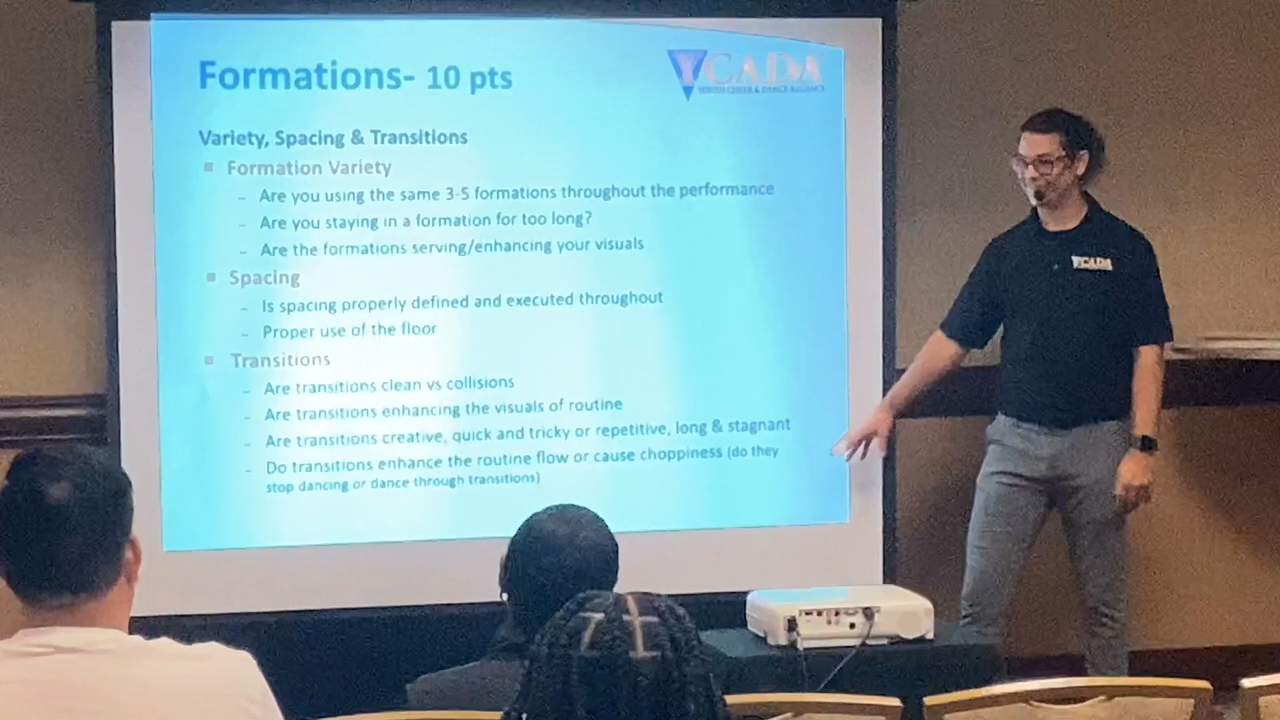 Formations- 10 pts
YCADA
YOUTH CHEER & DANCE ALLIANCE
Variety, Spacing & Transitions
Formation Variety
- Are you using the same 3-5 formations throughout the performance
- Are you staying in a formation for too long?
- Are the formations serving/enhancing your visuals
Spacing
- Is spacing properly defined and executed throughout
- Proper use of the floor
Transitions
- Are transitions clean vs collisions
- Are transitions enhancing the visuals of routine
- Are transitions creative, quick and tricky or repetitive, long & stagnant
- Do transitions enhance the routine flow or cause choppiness (do they
stop dancing or dance through transitions)
YCADA